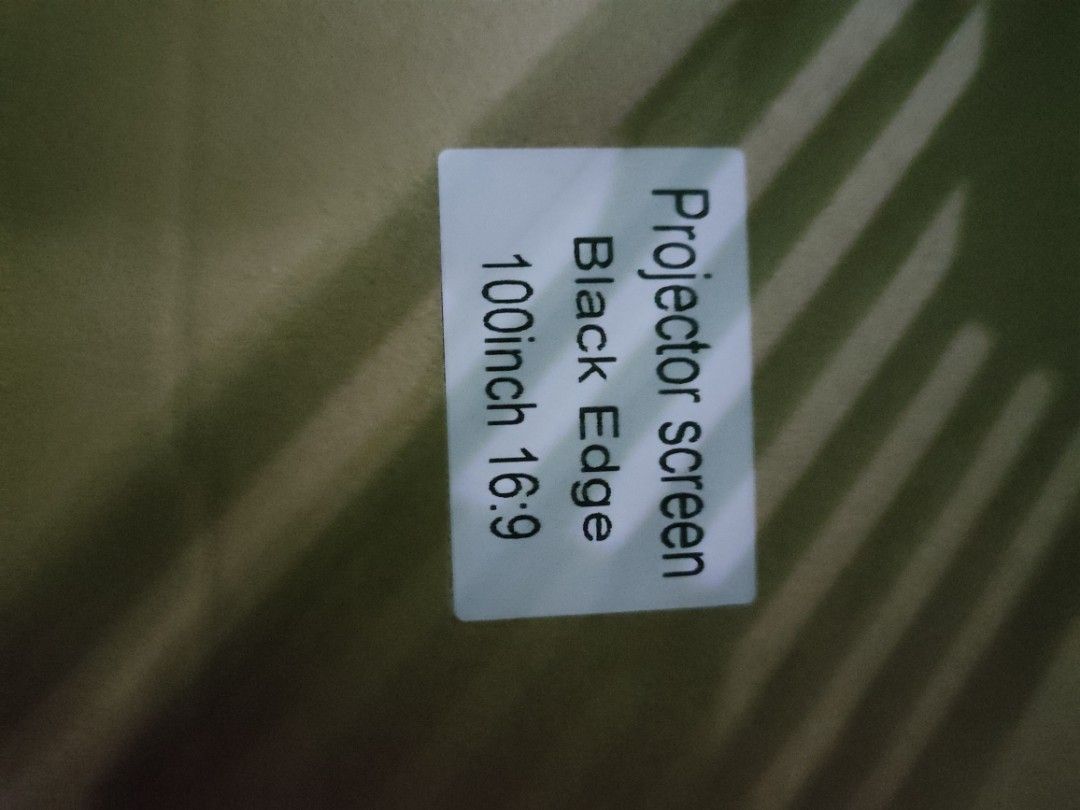 Projector screen
Black Edge
100inch 16:9